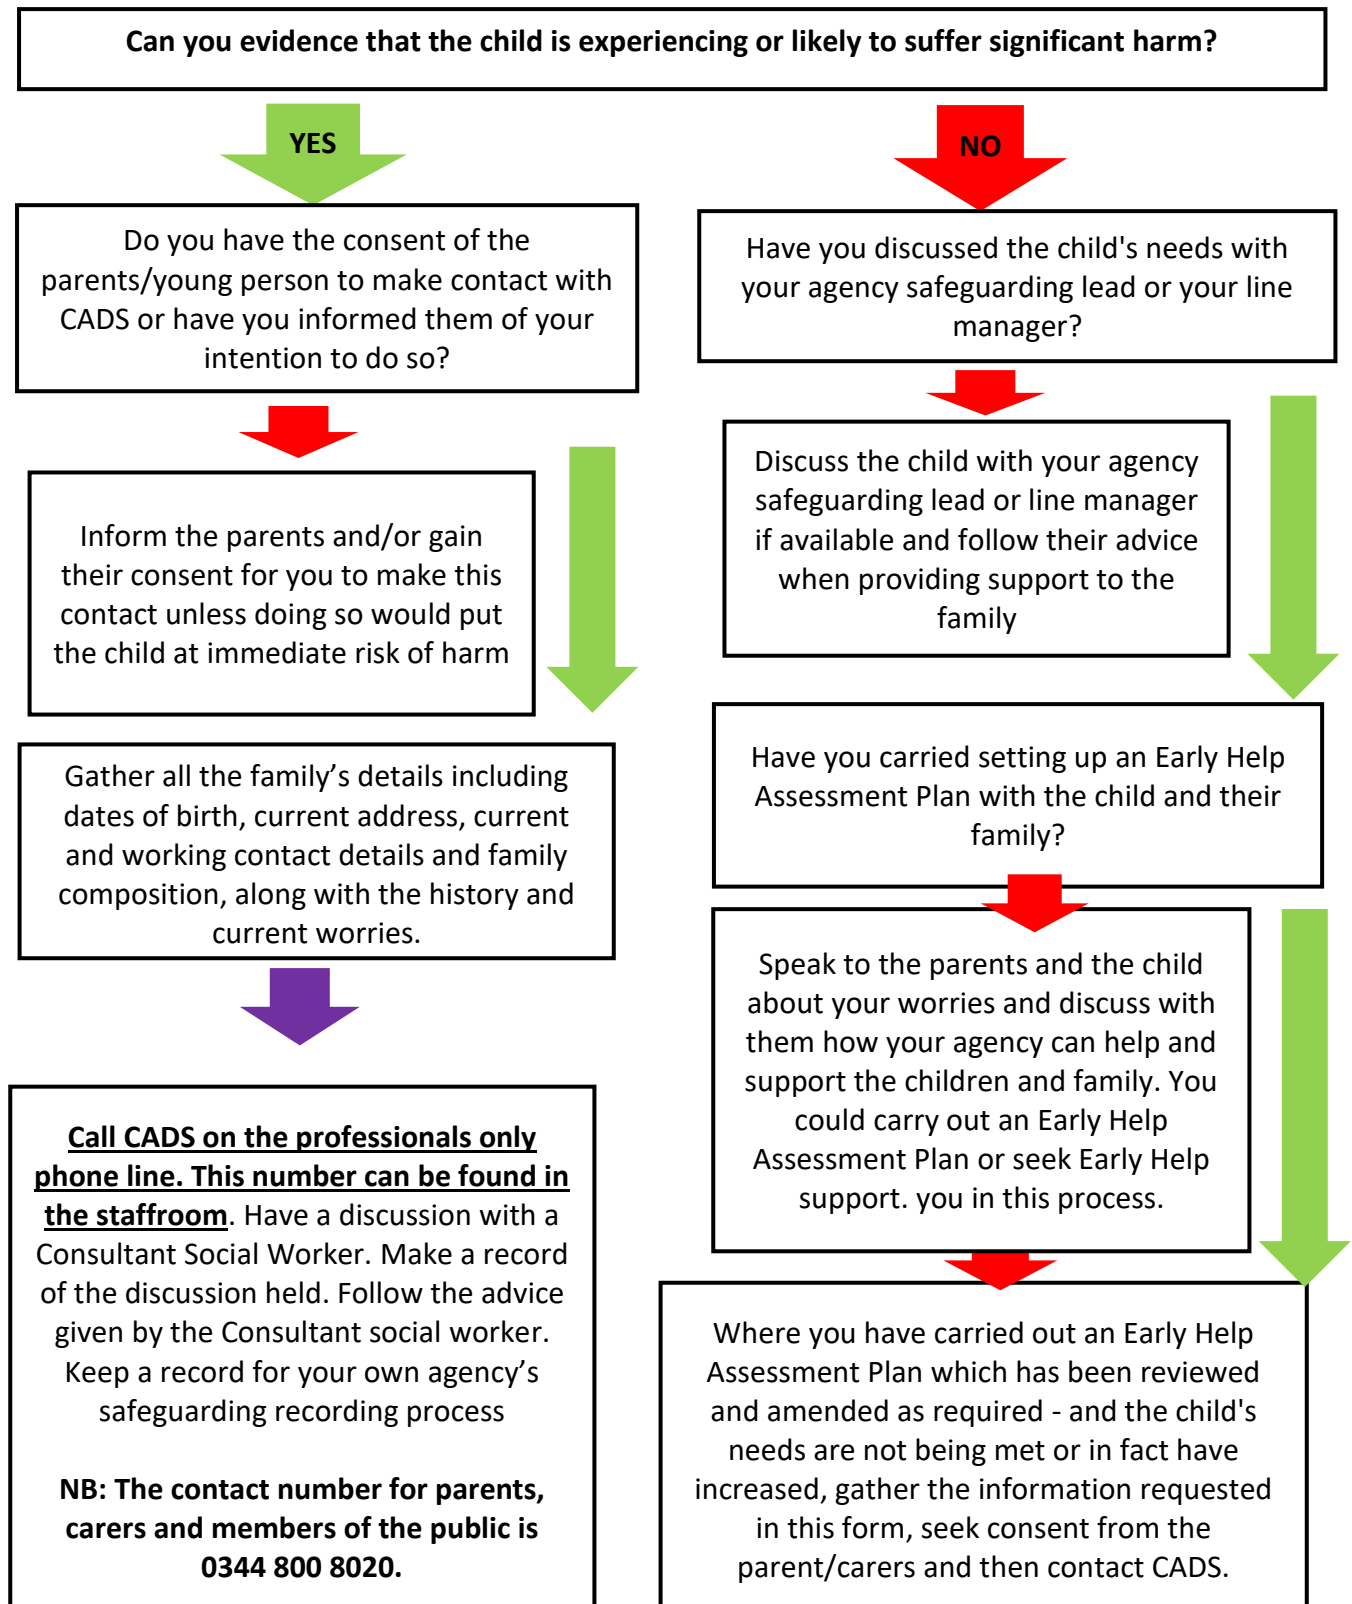 Can you evidence that the child is experiencing or likely to suffer significant harm?
YES
NO
Do you have the consent of the
parents/young person to make contact with
CADS or have you informed them of your
intention to do so?
Have you discussed the child's needs with
your agency safeguarding lead or your line
manager?
Inform the parents and/or gain
their consent for you to make this
contact unless doing so would put
the child at immediate risk of harm
Discuss the child with your agency
safeguarding lead or line manager
if available and follow their advice
when providing support to the
family
Gather all the family’s details including
dates of birth, current address, current
and working contact details and family
composition, along with the history and
current worries.
Have you carried setting up an Early Help
Assessment Plan with the child and their
family?
Speak to the parents and the child
about your worries and discuss with
them how your agency can help and
support the children and family. You
could carry out an Early Help
Assessment Plan or seek Early Help
support. you in this process.
Call CADS on the professionals only
phone line. This number can be found in
the staffroom. Have a discussion with a
Consultant Social Worker. Make a record
of the discussion held. Follow the advice
given by the Consultant social worker.
Keep a record for your own agency’s
safeguarding recording process
NB: The contact number for parents,
carers and members of the public is
0344 800 8020.
Where you have carried out an Early Help
Assessment Plan which has been reviewed
and amended as required - and the child's
needs are not being met or in fact have
increased, gather the information requested
in this form, seek consent from the
parent/carers and then contact CADS.